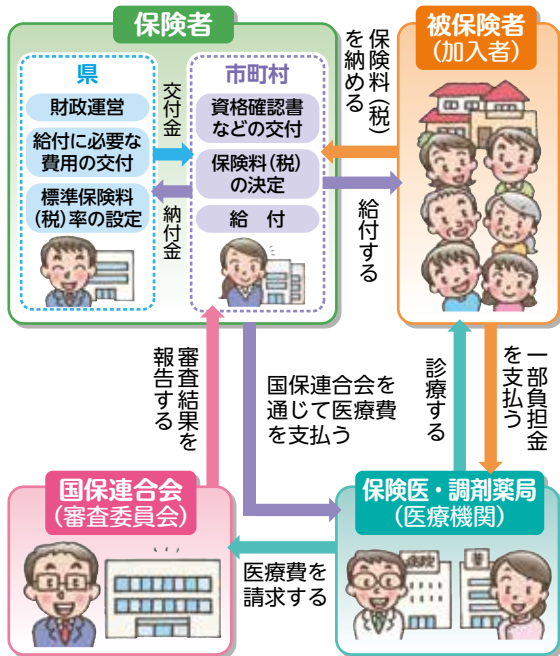 保険者
県
財政運営
給付に必要な
費用の交付
標準保険料
(税)率の設定
交付金
納付金
市町村
資格確認書
などの交付
保険料(税)
の決定
給 付
保険料(税)
を納める
給付する
被保険者
(加入者)
審査結果を
報告する
国保連合会を
通じて医療費
を支払う
診療する
一部負担金
を支払う
国保連合会
(審査委員会)
医療費を
請求する
保険医・調剤薬局
(医療機関)
病院
薬